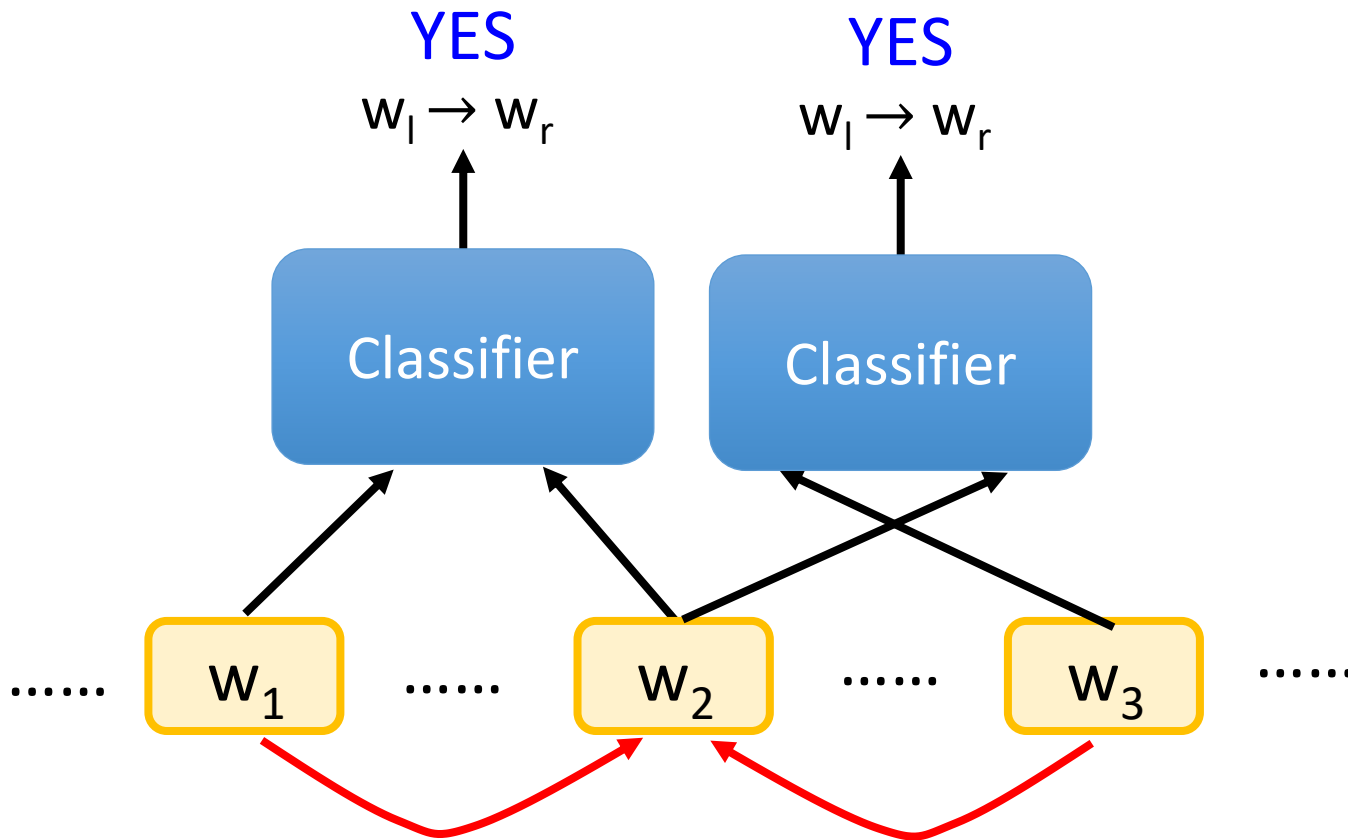 YES YES
wₗ → wᵣ wₗ → wᵣ
Classifier Classifier
...... w₁ ...... w₂ ...... w₃ ......